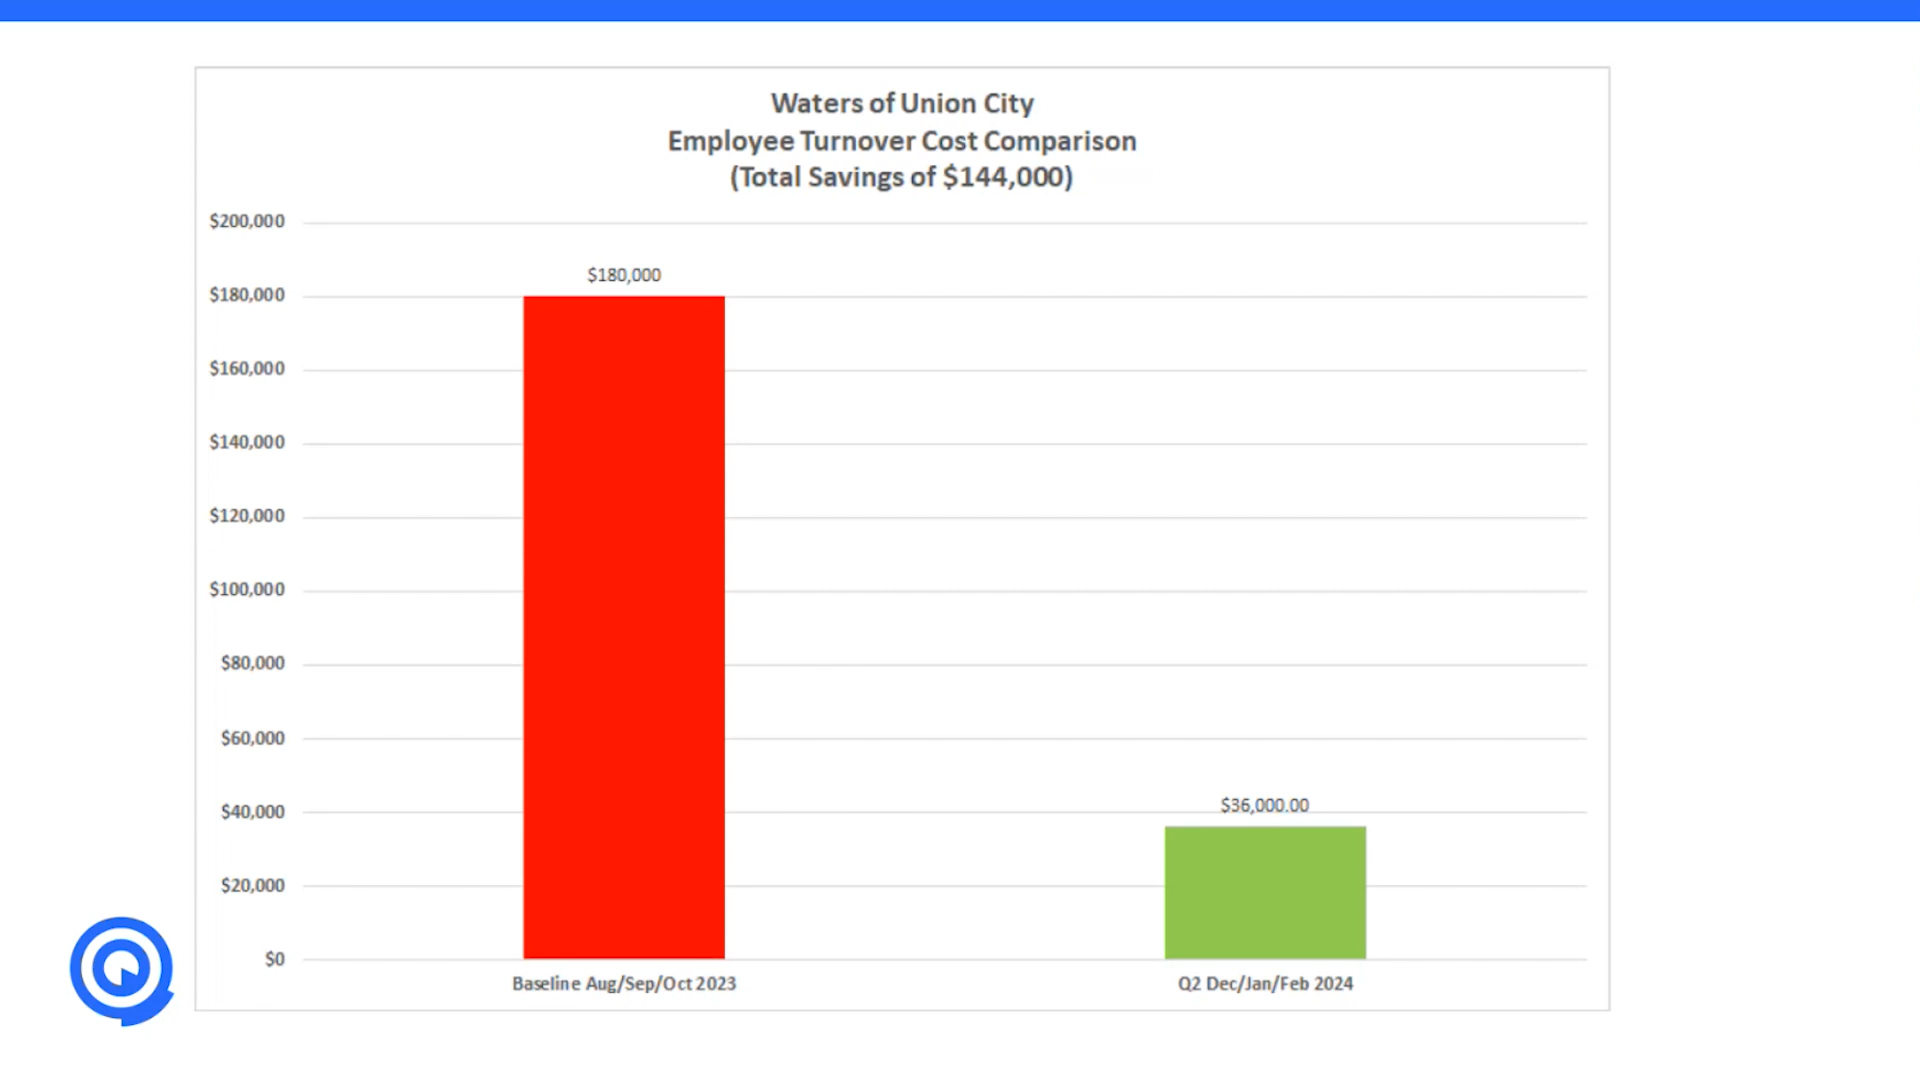 Waters of Union City
Employee Turnover Cost Comparison
(Total Savings of $144,000)
$200,000
$180,000
$180,000
$160,000
$140,000
$120,000
$100,000
$80,000
$60,000
$36,000.00
$40,000
$20,000
$0
Baseline Aug/Sep/Oct 2023
Q2 Dec/Jan/Feb 2024